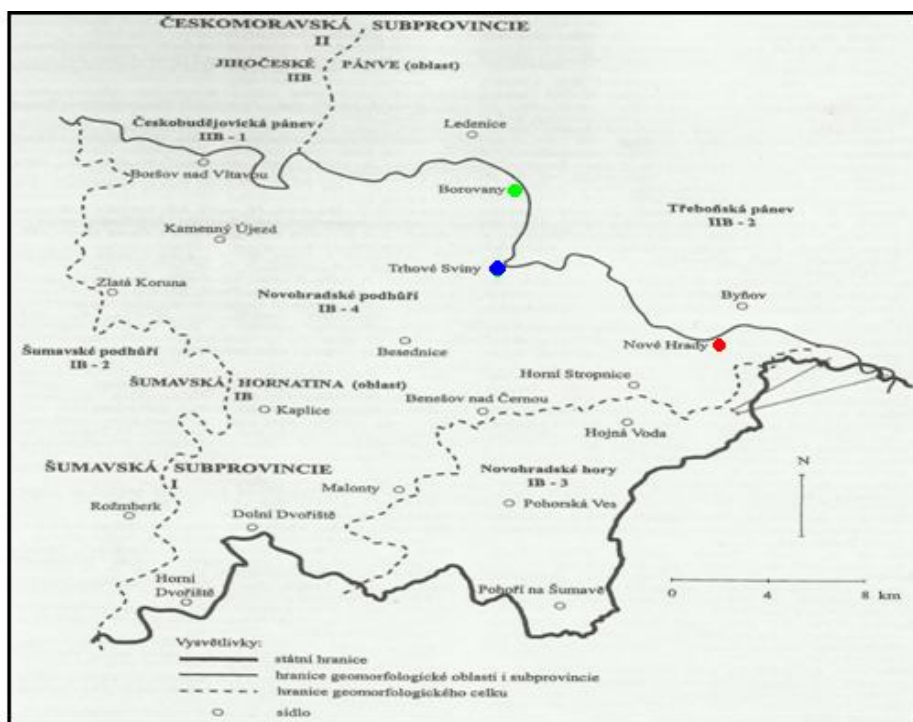 ČESKOMORAVSKÁ SUBPROVINCIE
II
JIHOČESKÉ PÁNVE (oblast)
IIB
Českobudějovická pánev
IIB - 1
Ledenice
Boršov nad Vltavou
Borovany
Třeboňská pánev
IIB - 2
Kamenný Újezd
Trhové Sviny
Zlatá Koruna
Novohradské podhůří
IB - 4
Byňov
Šumavské podhůří
IB - 2
Besednice
Nové Hrady
ŠUMAVSKÁ HORNATINA (oblast)
IB
Horní Stropnice
Kaplice
Benešov nad Černou
Hojná Voda
ŠUMAVSKÁ SUBPROVINCIE
I
Novohradské hory
IB - 3
N
Malonty
Rožmberk
Pohorská Ves
Dolní Dvořiště
Horní
Dvořiště
Pohoří na Šumavě
0 4 8 km
Vysvětlivky:
státní hranice
hranice geomorfologické oblasti i subprovincie
hranice geomorfologického celku
sídlo